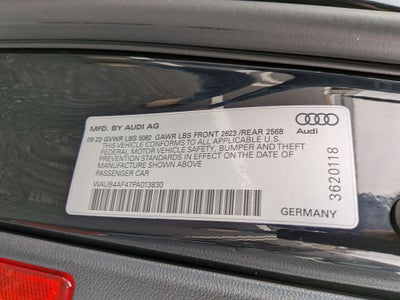 MFD. BY AUDI AG
09 22 GVWR LBS 5082 GAWR LBS FRONT 2623 /REAR 2568
THIS VEHICLE CONFORMS TO ALL APPLICABLE U.S.
FEDERAL MOTOR VEHICLE SAFETY, BUMPER AND THEFT
PREVENTION STANDARDS IN EFFECT ON THE DATE OF
MANUFACTURE SHOWN ABOVE
PASSENGER CAR
WAUB4AF47PA013830
Audi
3620118
GERMANY